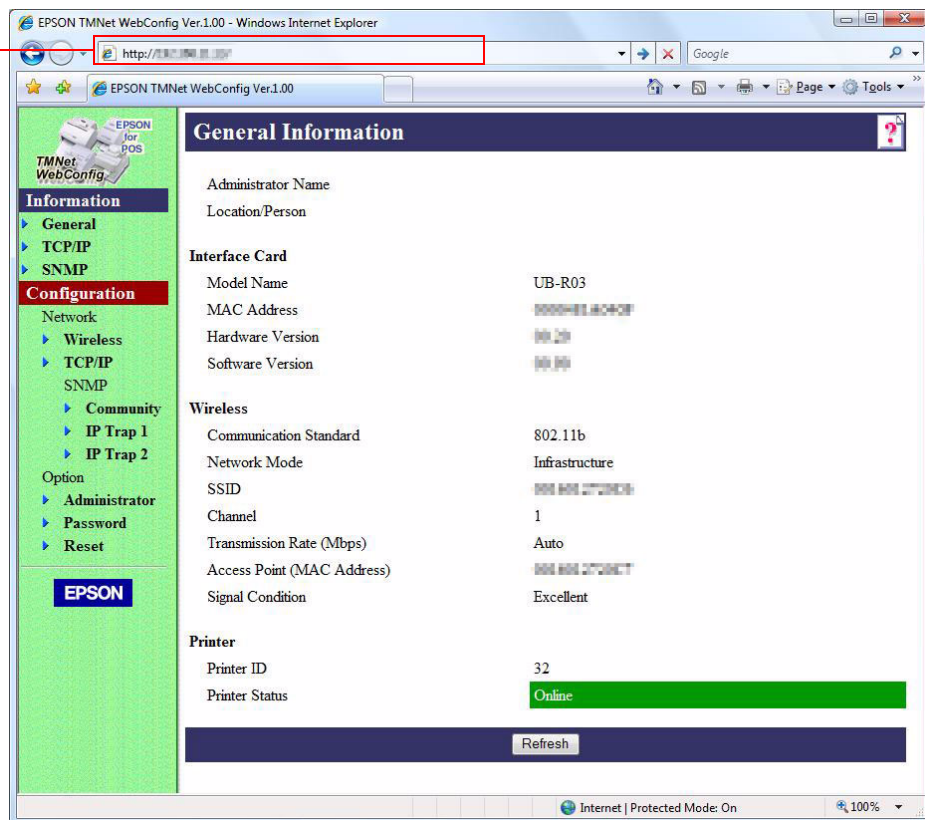 EPSON TMNet WebConfig Ver.1.00 - Windows Internet Explorer
http://
Google
EPSON TMNet WebConfig Ver.1.00
Page
Tools
EPSON
for
POS
TMNet
WebConfig
Information
General
TCP/IP
SNMP
Configuration
Network
Wireless
TCP/IP
SNMP
Community
IP Trap 1
IP Trap 2
Option
Administrator
Password
Reset
EPSON
General Information
?
Administrator Name
Location/Person
Interface Card
Model Name UB-R03
MAC Address
Hardware Version
Software Version
Wireless
Communication Standard 802.11b
Network Mode Infrastructure
SSID
Channel 1
Transmission Rate (Mbps) Auto
Access Point (MAC Address)
Signal Condition Excellent
Printer
Printer ID 32
Printer Status Online
Refresh
Internet | Protected Mode: On
100%